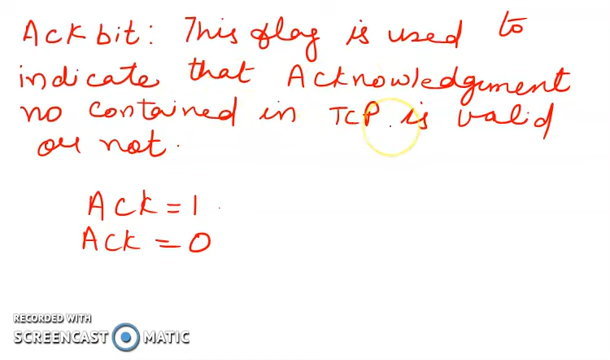 Ack bit: This flag is used to
indicate that Acknowledgement
no contained in TCP is valid
or not.
Ack = 1
Ack = 0
RECORDED WITH
SCREENCAST MATIC